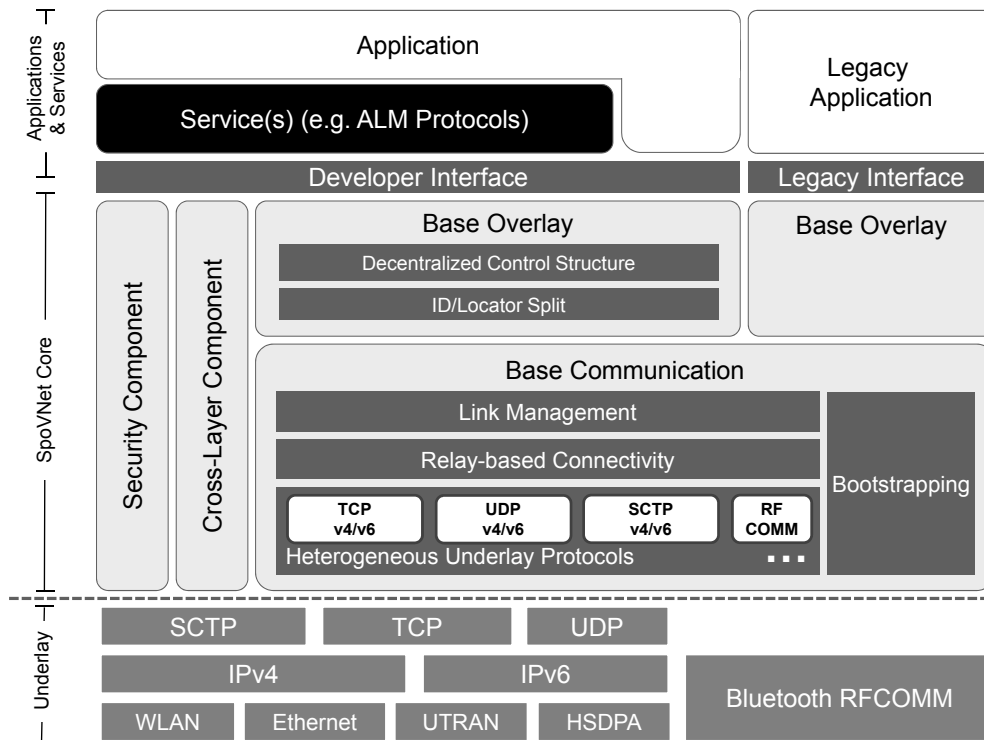 Applications
& Services
Application
Legacy
Application
Service(s) (e.g. ALM Protocols)
Developer Interface
Legacy Interface
SpoVNet Core
Security Component
Cross-Layer Component
Base Overlay
Decentralized Control Structure
ID/Locator Split
Base Overlay
Base Communication
Link Management
Relay-based Connectivity
TCP
v4/v6
UDP
v4/v6
SCTP
v4/v6
RF
COMM
Heterogeneous Underlay Protocols
...
Bootstrapping
Underlay
SCTP
TCP
UDP
IPv4
IPv6
WLAN
Ethernet
UTRAN
HSDPA
Bluetooth RFCOMM